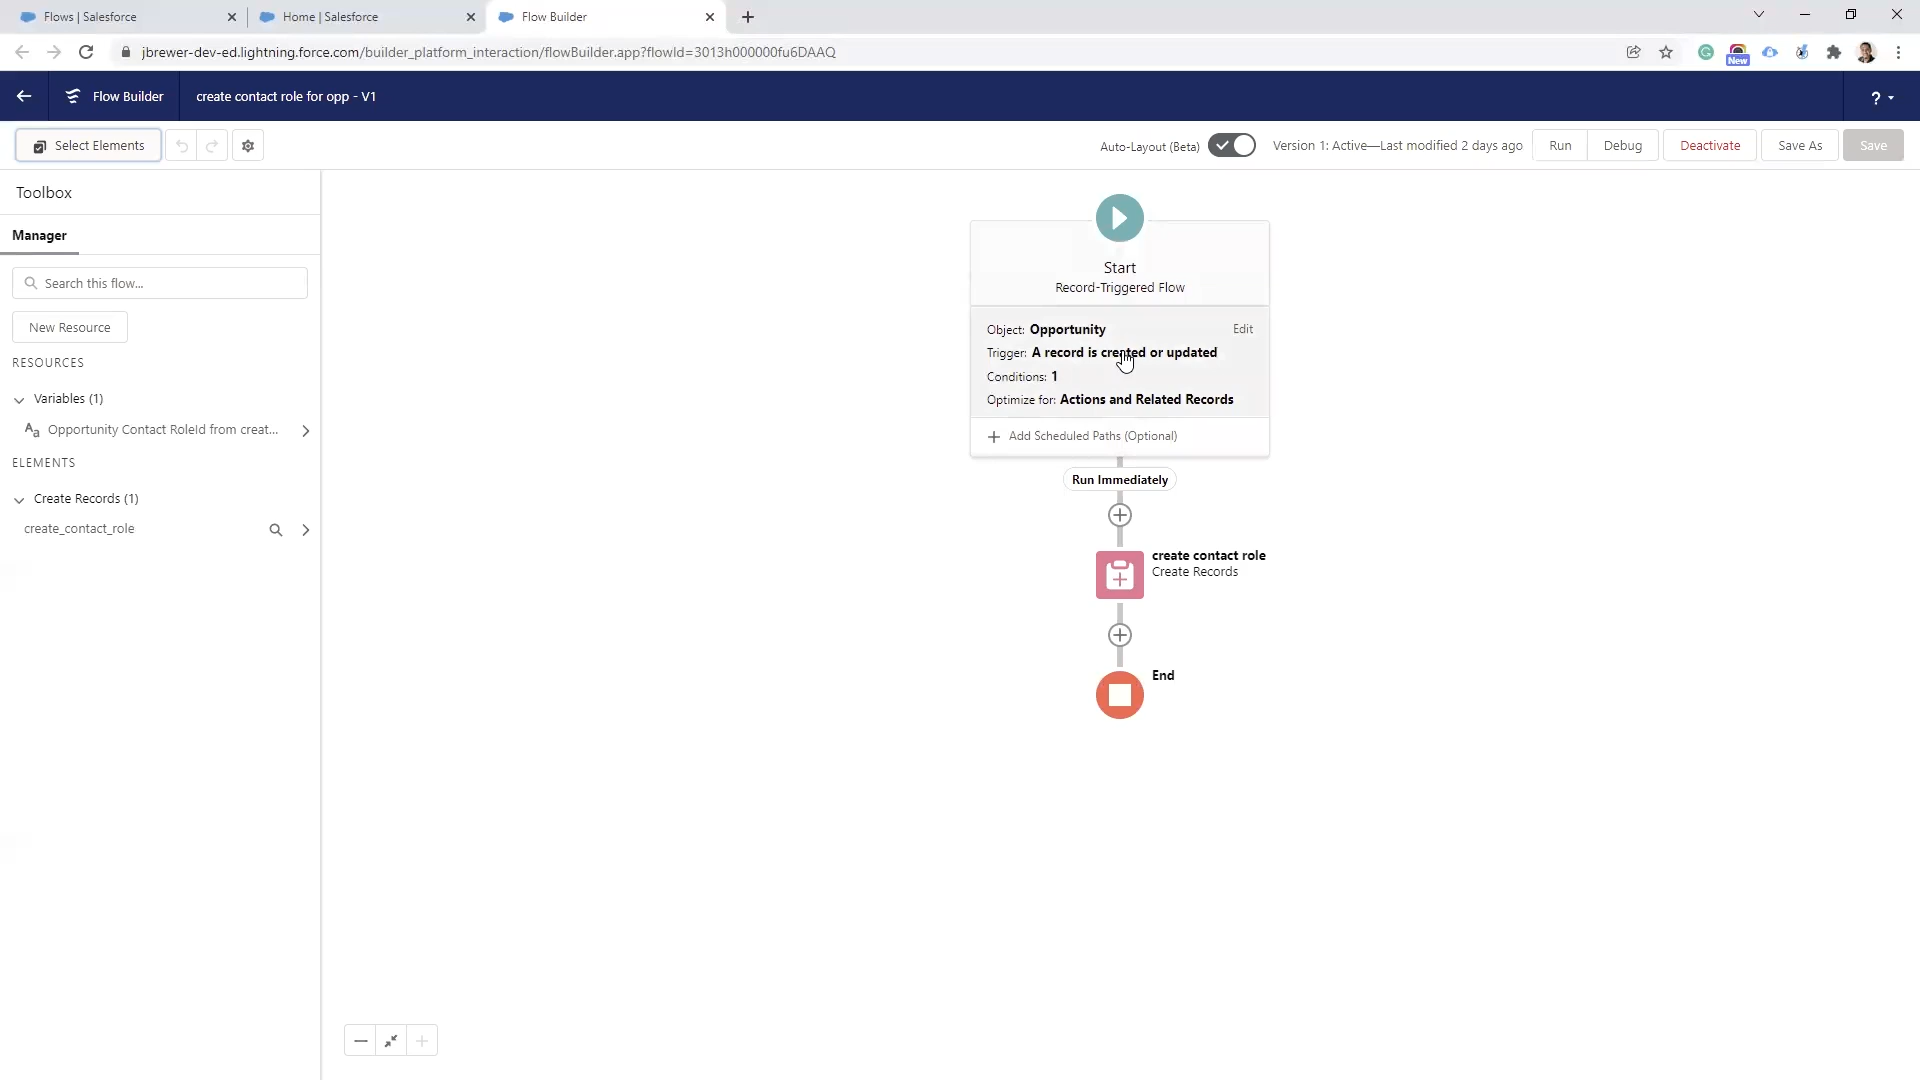 Flows | Salesforce
Home | Salesforce
Flow Builder
jbrewer-dev-ed.lightning.force.com/builder_platform_interaction/flowBuilder.app?flowId=3013h000000fu6DAAQ
New
Flow Builder
create contact role for opp - V1
?
Select Elements
Auto-Layout (Beta)
Version 1: Active—Last modified 2 days ago
Run
Debug
Deactivate
Save As
Save
Toolbox
Manager
Search this flow...
New Resource
RESOURCES
Variables (1)
Opportunity Contact RoleId from creat...
ELEMENTS
Create Records (1)
create_contact_role
Start
Record-Triggered Flow
Object: Opportunity
Edit
Trigger: A record is created or updated
Conditions: 1
Optimize for: Actions and Related Records
Add Scheduled Paths (Optional)
Run Immediately
create contact role
Create Records
End